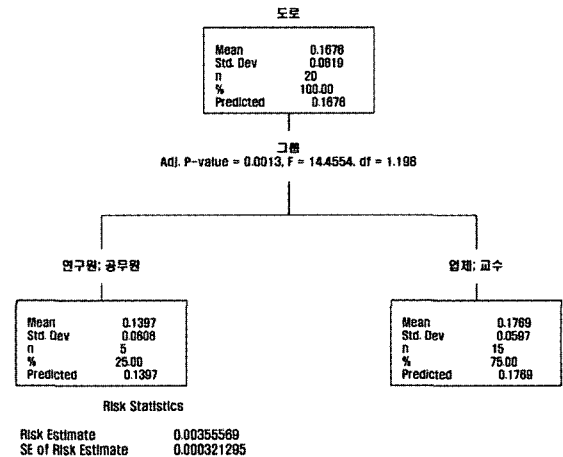 도로
Mean 0.1676
Std. Dev 0.0619
n 20
% 100.00
Predicted 0.1676
그룹
Adj. P-value = 0.0013, F = 14.4554. df = 1.198
연구원; 공무원
업체; 교수
Mean 0.1397
Std. Dev 0.0608
n 5
% 25.00
Predicted 0.1397
Mean 0.1769
Std. Dev 0.0597
n 15
% 75.00
Predicted 0.1769
Risk Statistics
Risk Estimate 0.00355569
SE of Risk Estimate 0.000321295